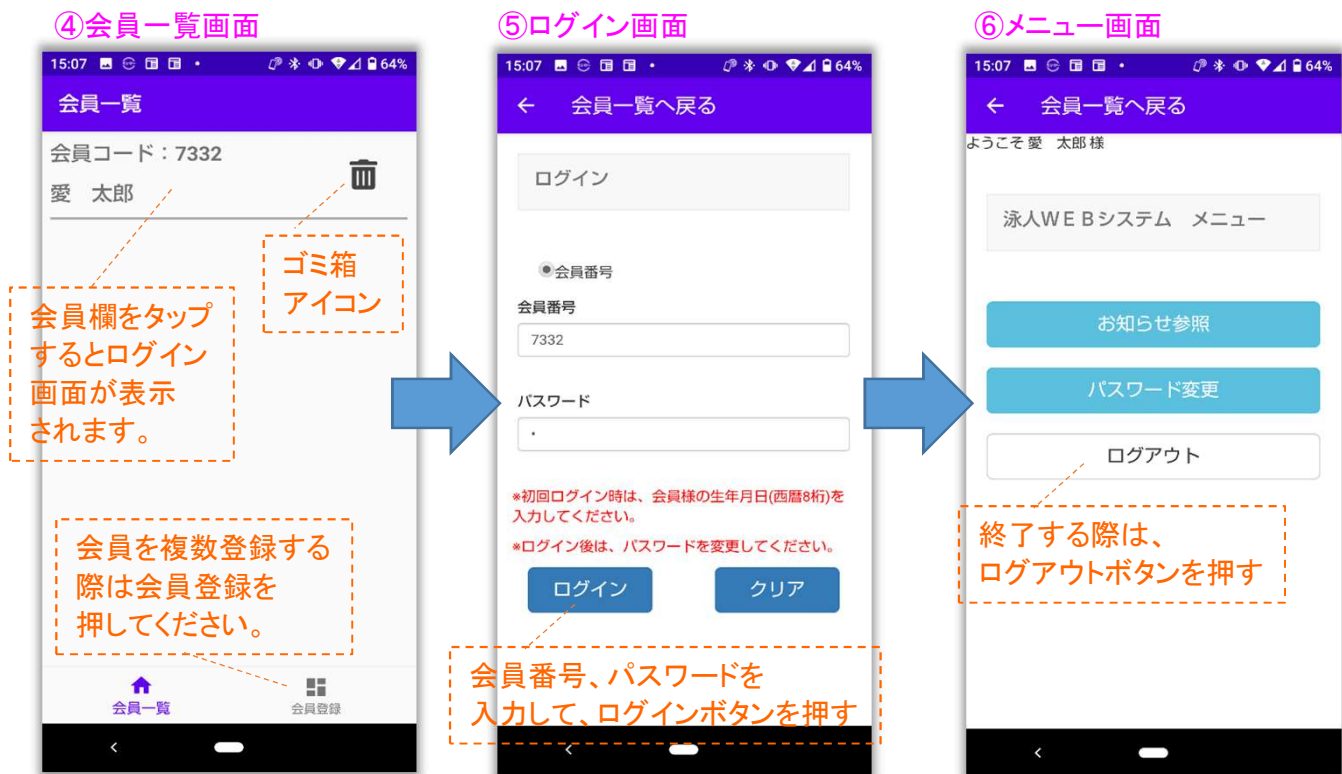 ④会員一覧画面
15:07
64%
会員一覧
会員コード：7332
愛　太郎
ゴミ箱
アイコン
会員欄をタップ
するとログイン
画面が表示
されます。
会員を複数登録する
際は会員登録を
押してください。
会員一覧
会員登録
⑤ログイン画面
15:07
64%
← 会員一覧へ戻る
ログイン
会員番号
会員番号
7332
パスワード
※初回ログイン時は、会員様の生年月日(西暦8桁)を
入力してください。
※ログイン後は、パスワードを変更してください。
ログイン
クリア
会員番号、パスワードを
入力して、ログインボタンを押す
⑥メニュー画面
15:07
64%
← 会員一覧へ戻る
ようこそ 愛　太郎 様
泳人ＷＥＢシステム　メニュー
お知らせ参照
パスワード変更
ログアウト
終了する際は、
ログアウトボタンを押す